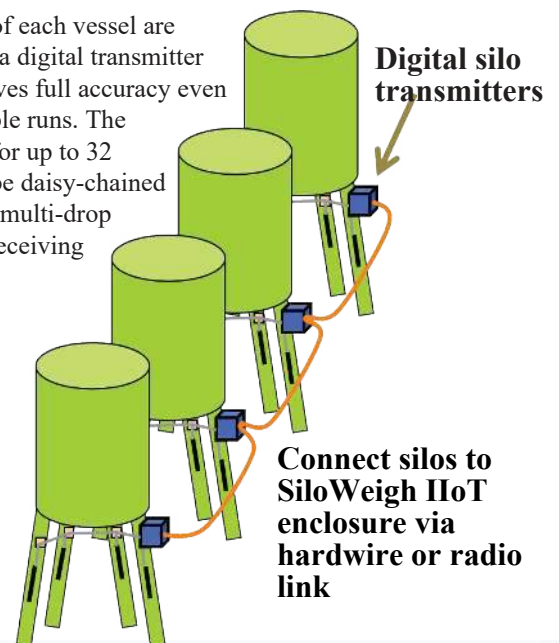 of each vessel are
a digital transmitter
ves full accuracy even
ole runs. The
for up to 32
be daisy-chained
multi-drop
eceiving
Digital silo
transmitters
Connect silos to
SiloWeigh IIoT
enclosure via
hardwire or radio
link